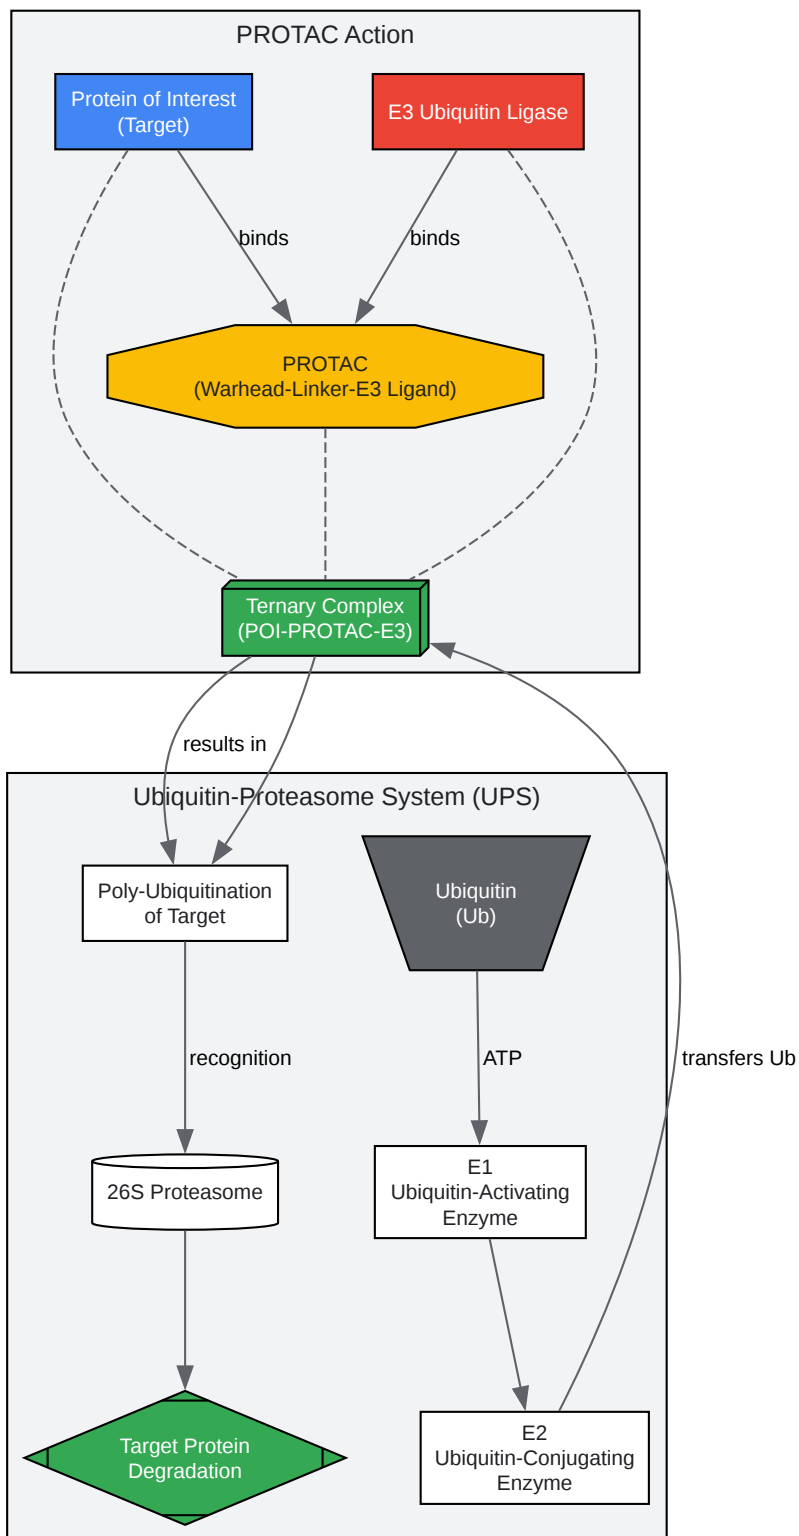 PROTAC Action
Protein of Interest
(Target)
E3 Ubiquitin Ligase
binds
binds
PROTAC
(Warhead-Linker-E3 Ligand)
Ternary Complex
(POI-PROTAC-E3)
results in
Ubiquitin-Proteasome System (UPS)
Poly-Ubiquitination
of Target
Ubiquitin
(Ub)
recognition
ATP
transfers Ub
26S Proteasome
E1
Ubiquitin-Activating
Enzyme
Target Protein
Degradation
E2
Ubiquitin-Conjugating
Enzyme